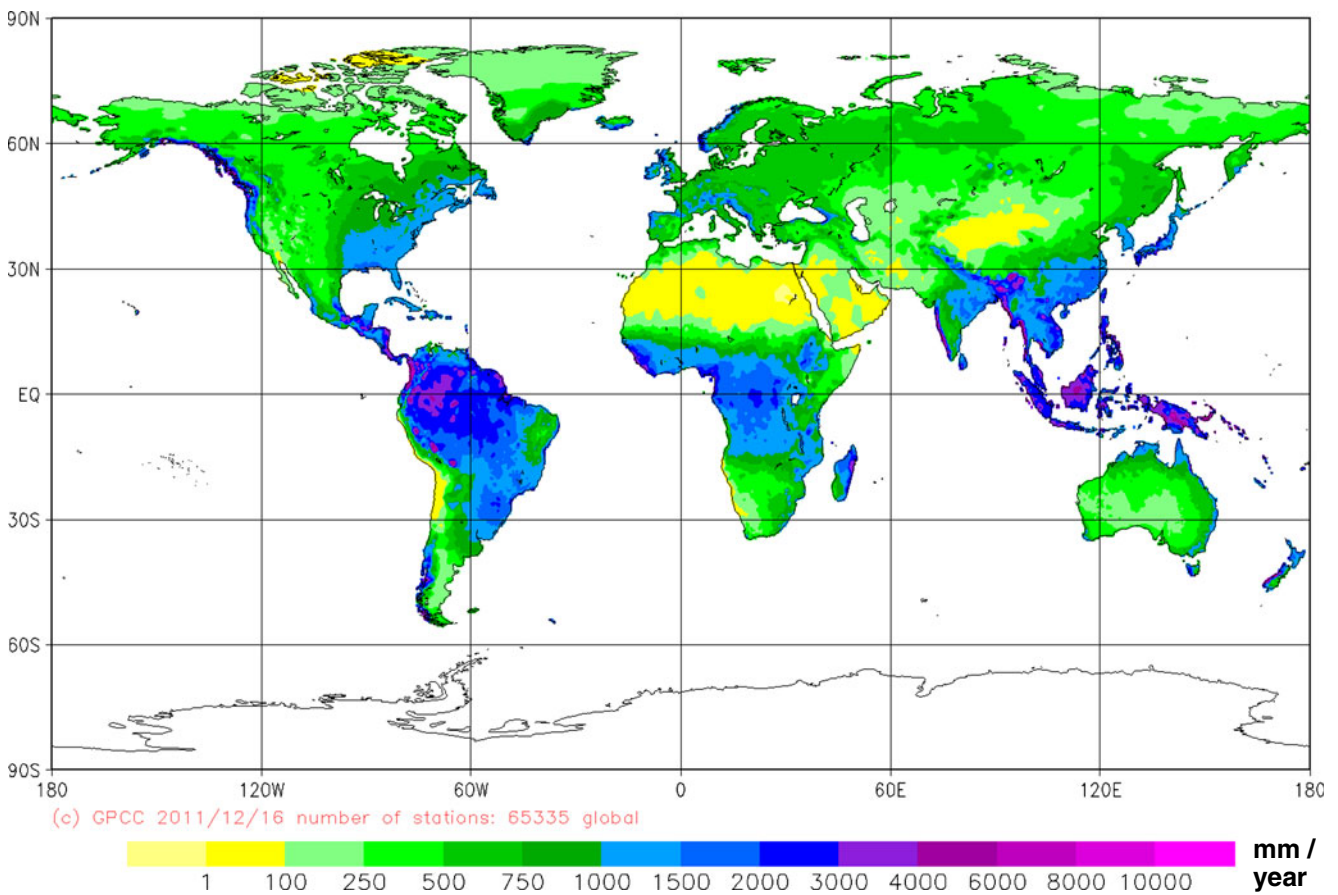 90N
60N
30N
EQ
30S
60S
90S
180 120W 60W 0 60E 120E 180
(c) GPCC 2011/12/16 number of stations: 65335 global
1 100 250 500 750 1000 1500 2000 3000 4000 6000 8000 10000
mm /
year